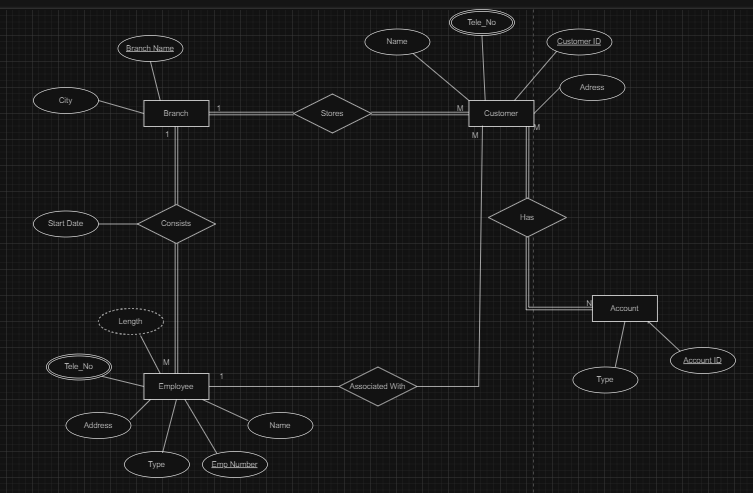 Tele_No
Name
Customer ID
Branch Name
Adress
City
1
M
Branch
Stores
Customer
M
1
M
Start Date
Consists
Has
N
Account
Length
M
Account ID
Tele_No
1
Type
Employee
Associated With
Address
Name
Type
Emp Number